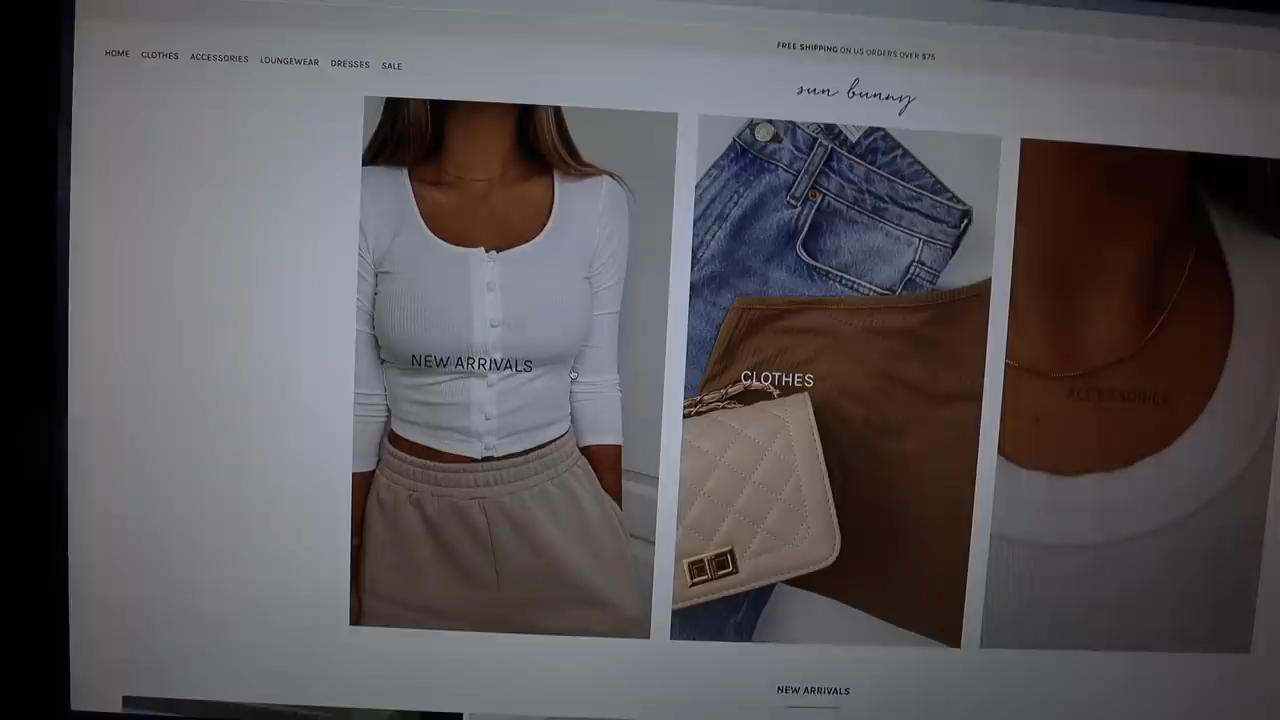 FREE SHIPPING ON US ORDERS OVER $75
HOME CLOTHES ACCESSORIES LOUNGEWEAR DRESSES SALE
sun bunny
NEW ARRIVALS
CLOTHES
ACCESSORIES
NEW ARRIVALS